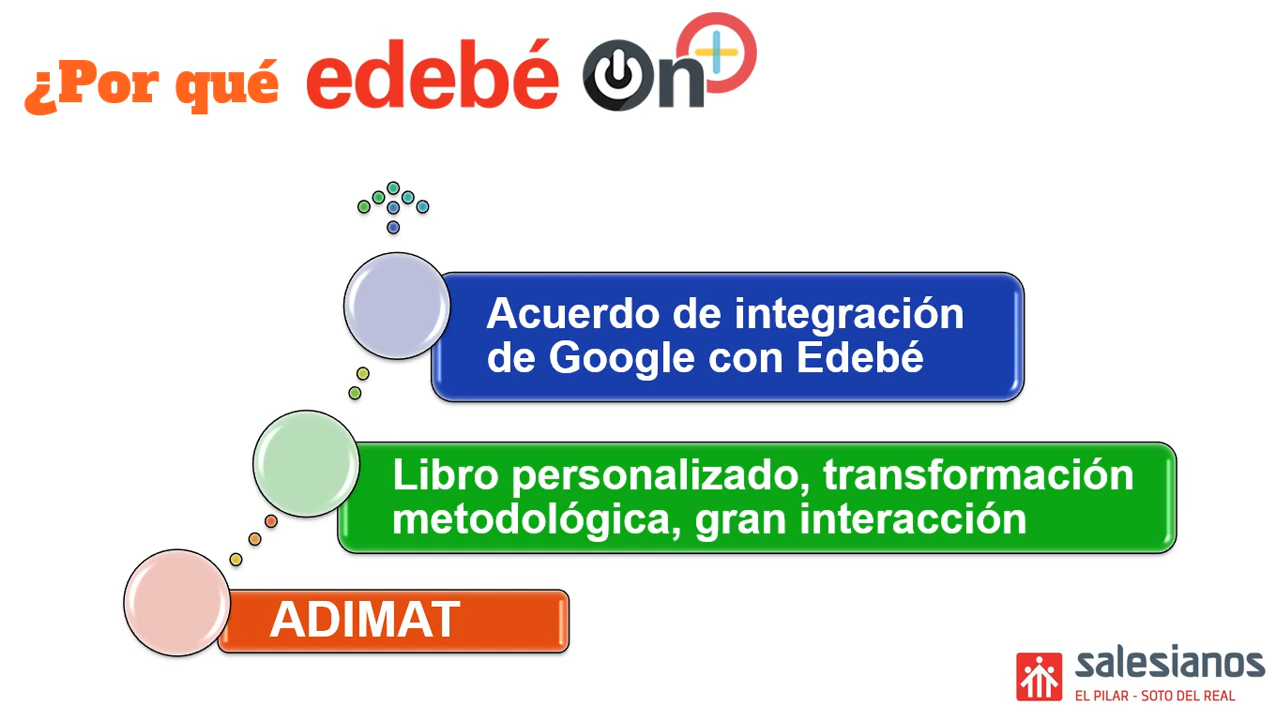 ¿Por qué edebé On+
Acuerdo de integración
de Google con Edebé
Libro personalizado, transformación
metodológica, gran interacción
ADIMAT
salesianos
EL PILAR - SOTO DEL REAL